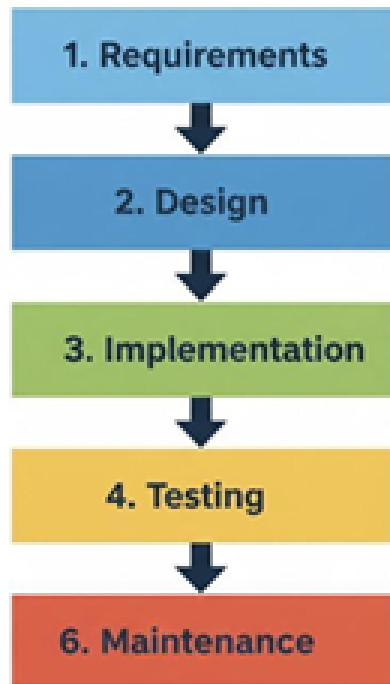 1. Requirements
2. Design
3. Implementation
4. Testing
6. Maintenance